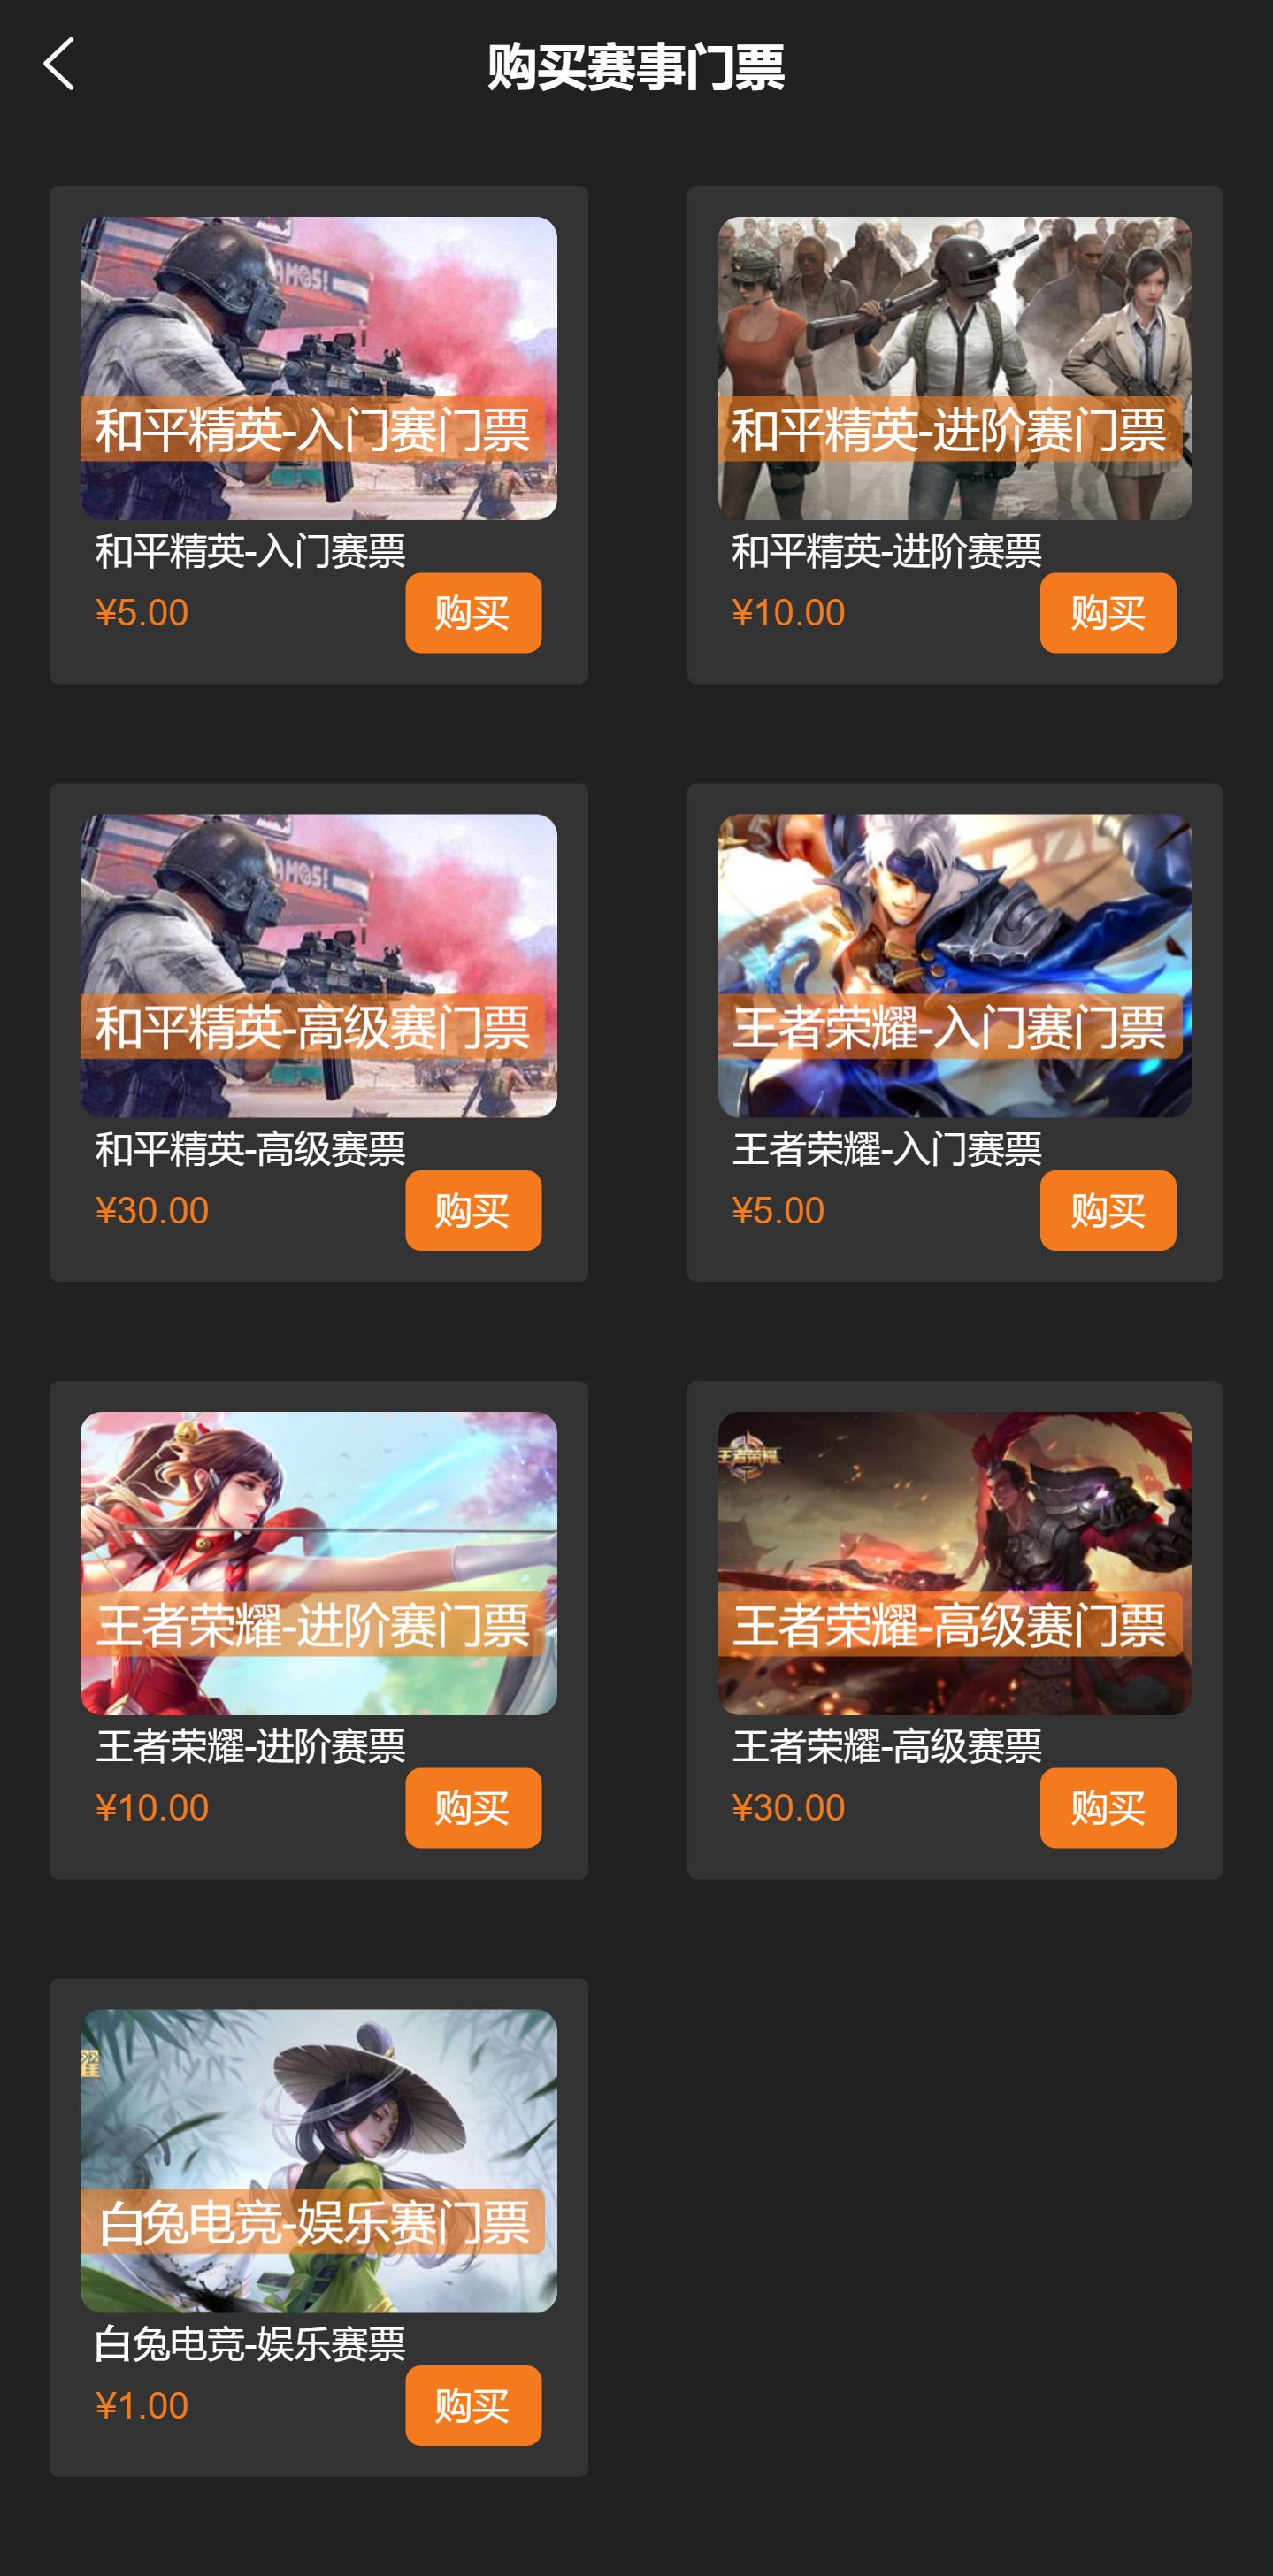 购买赛事门票
AMOS!
和平精英-入门赛门票
和平精英-入门赛票
¥5.00
购买
和平精英-进阶赛门票
和平精英-进阶赛票
¥10.00
购买
AMOS!
和平精英-高级赛门票
和平精英-高级赛票
¥30.00
购买
王者荣耀-入门赛门票
王者荣耀-入门赛票
¥5.00
购买
王者荣耀-进阶赛门票
王者荣耀-进阶赛票
¥10.00
购买
王者荣耀
王者荣耀-高级赛门票
王者荣耀-高级赛票
¥30.00
购买
耀
白兔电竞-娱乐赛门票
白兔电竞-娱乐赛票
¥1.00
购买